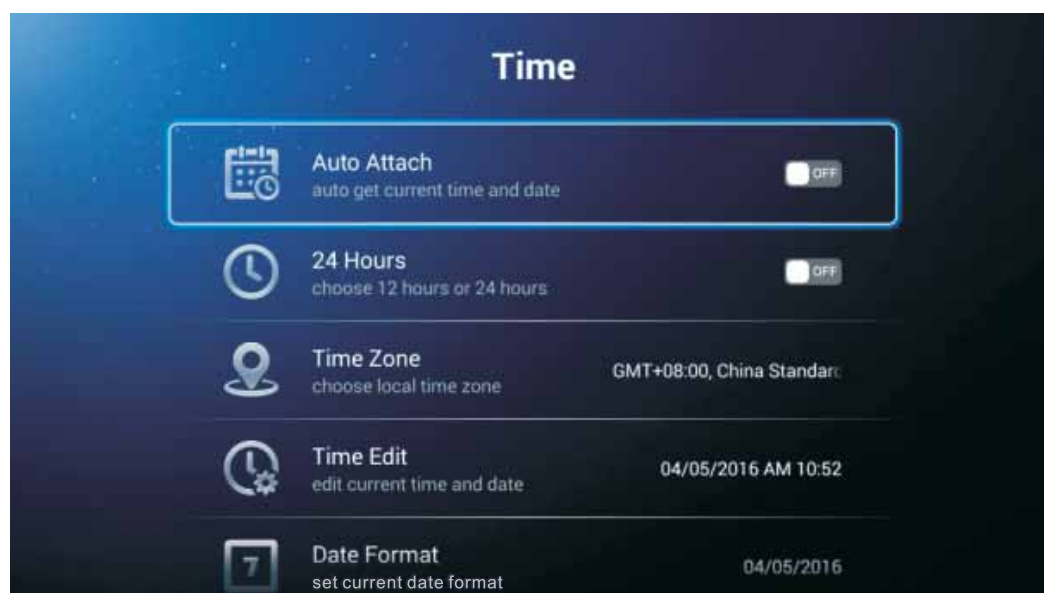 Time
Auto Attach
auto get current time and date
OFF
24 Hours
choose 12 hours or 24 hours
OFF
Time Zone
choose local time zone
GMT+08:00, China Standard
Time Edit
edit current time and date
04/05/2016 AM 10:52
7
Date Format
set current date format
04/05/2016